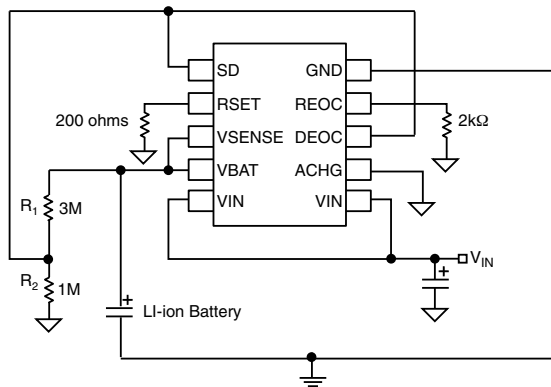 SD
GND
RSET
REOC
200 ohms
2kΩ
VSENSE
DEOC
VBAT
ACHG
R1
3M
VIN
VIN
VIN
+
R2
1M
+
LI-ion Battery